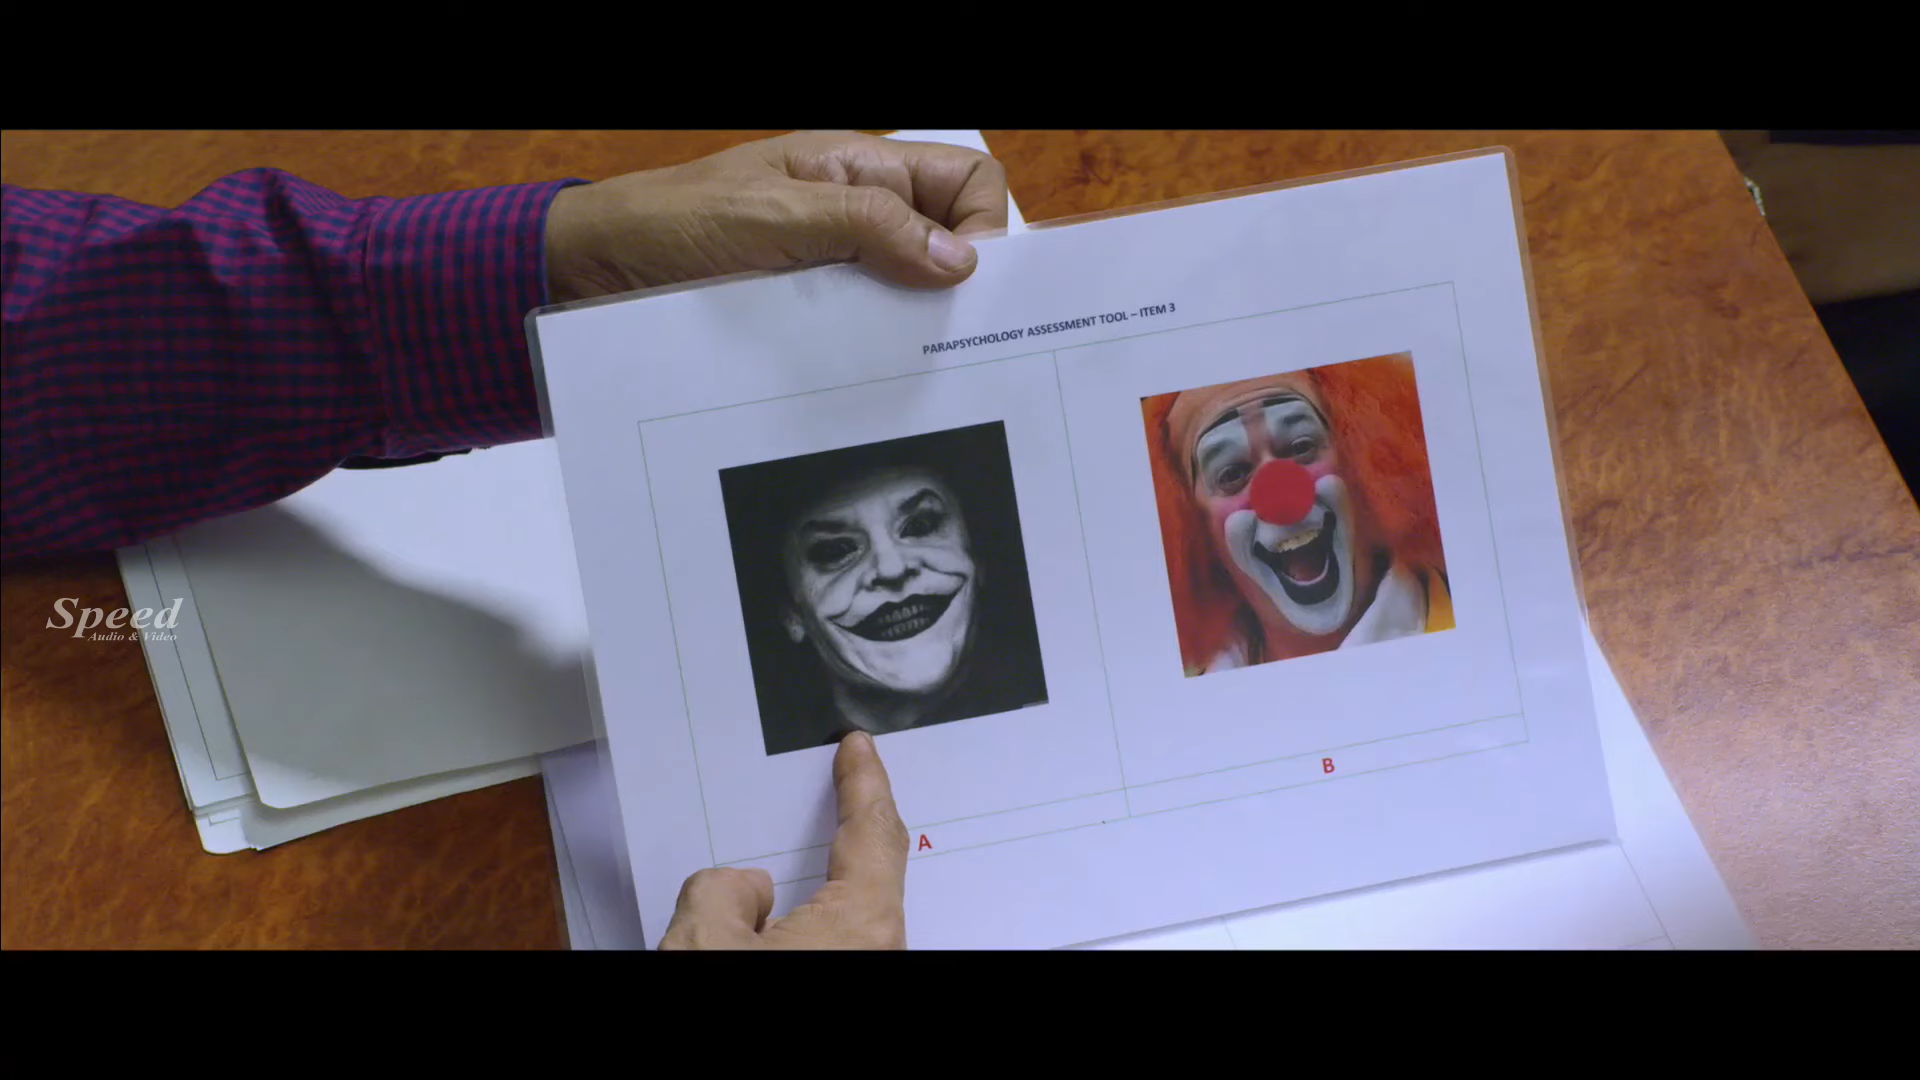 PARAPSYCHOLOGY ASSESSMENT TOOL – ITEM 3
A
B
Speed
Audio & Video